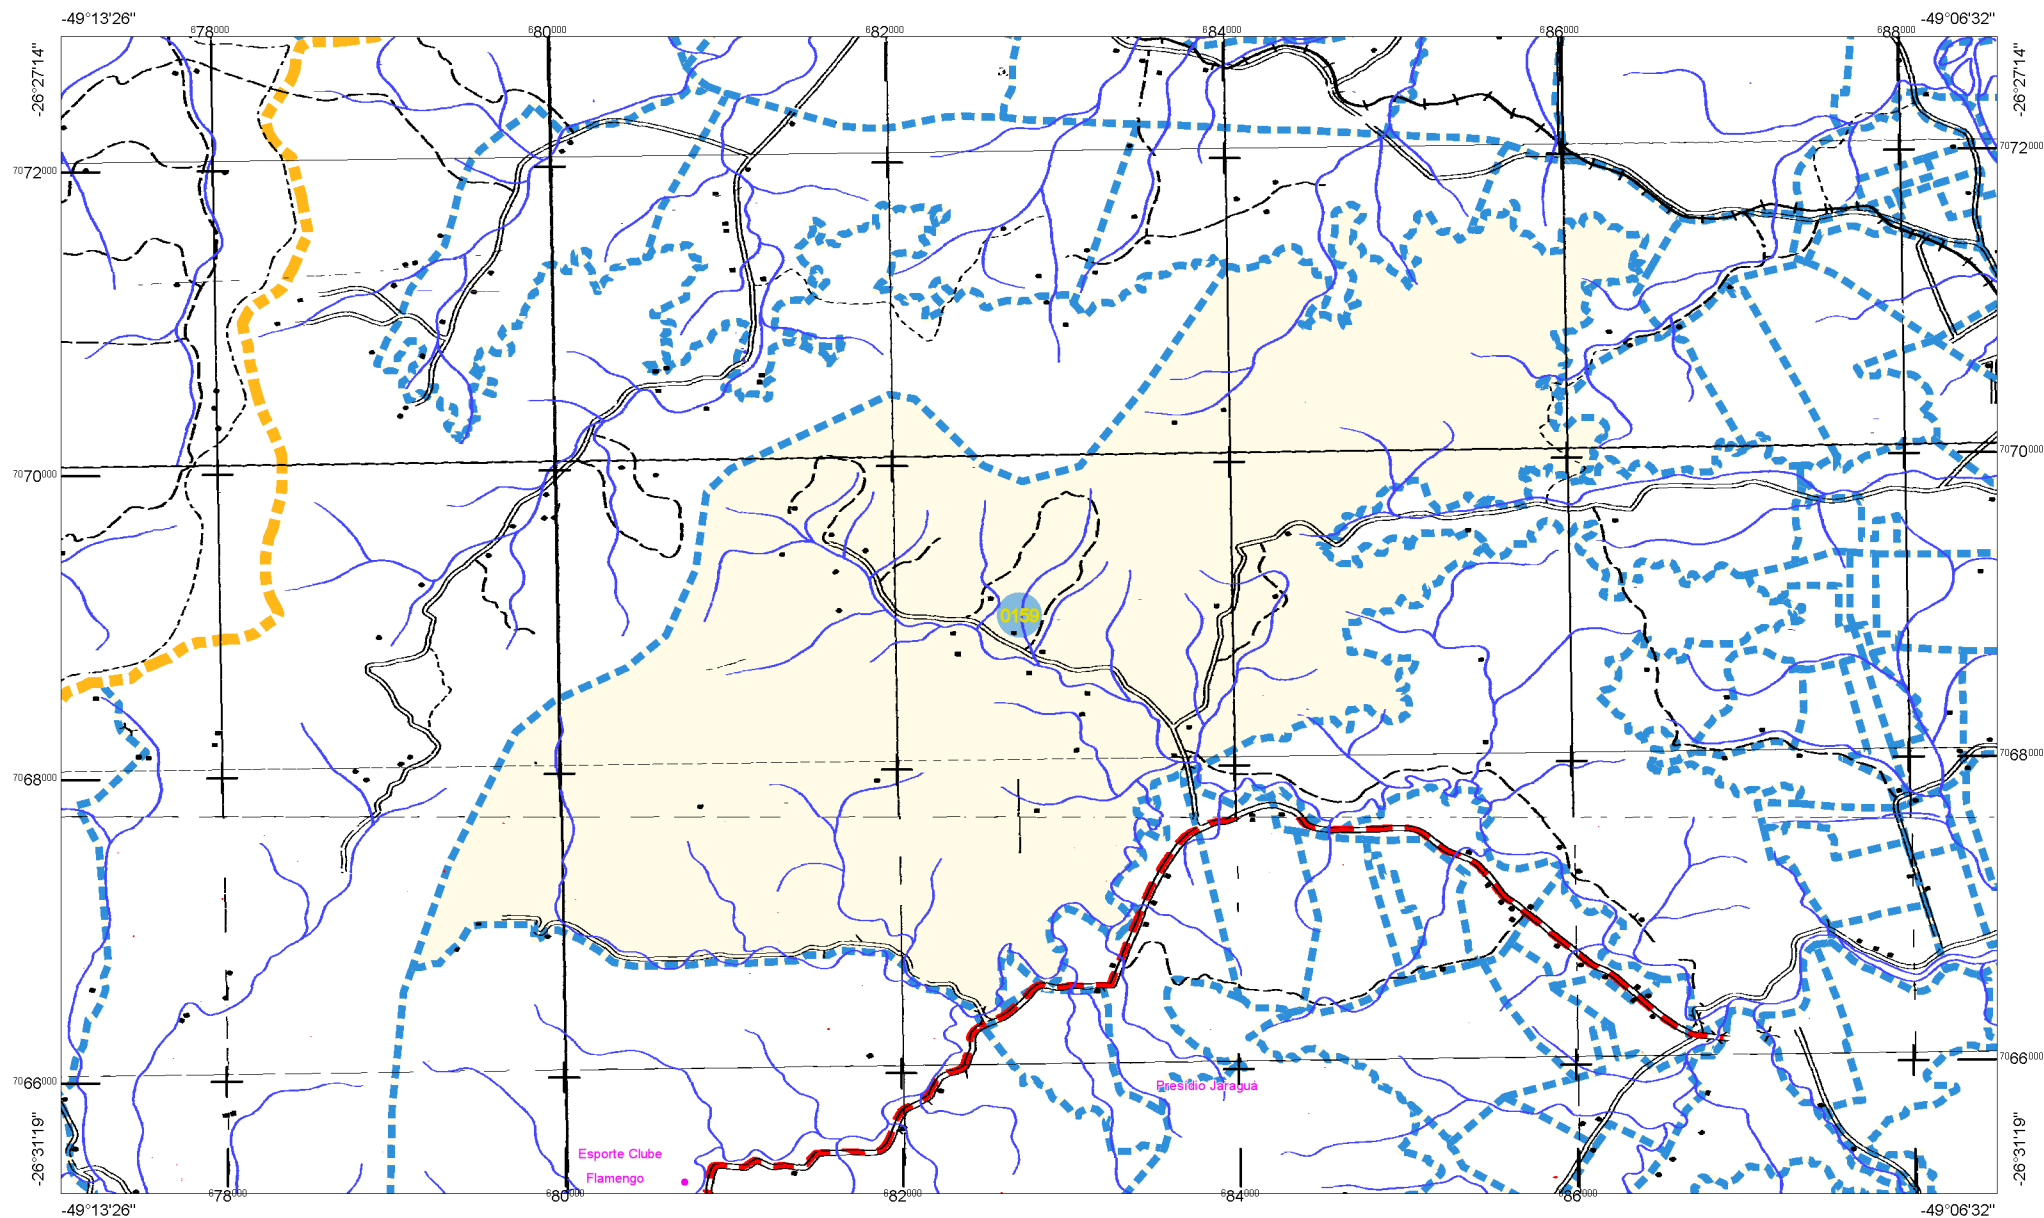 -49°13'26" -49°06'32"
678000 680000 682000 684000 686000 688000
-26°27'14" -26°27'14"
7072000 7072000
7070000 7070000
0159
7068000 7068000
7066000 7066000
Presídio Jaraguá
-26°31'19" -26°31'19"
Esporte Clube
Flamengo
678000 680000 682000 684000 686000
-49°13'26" -49°06'32"